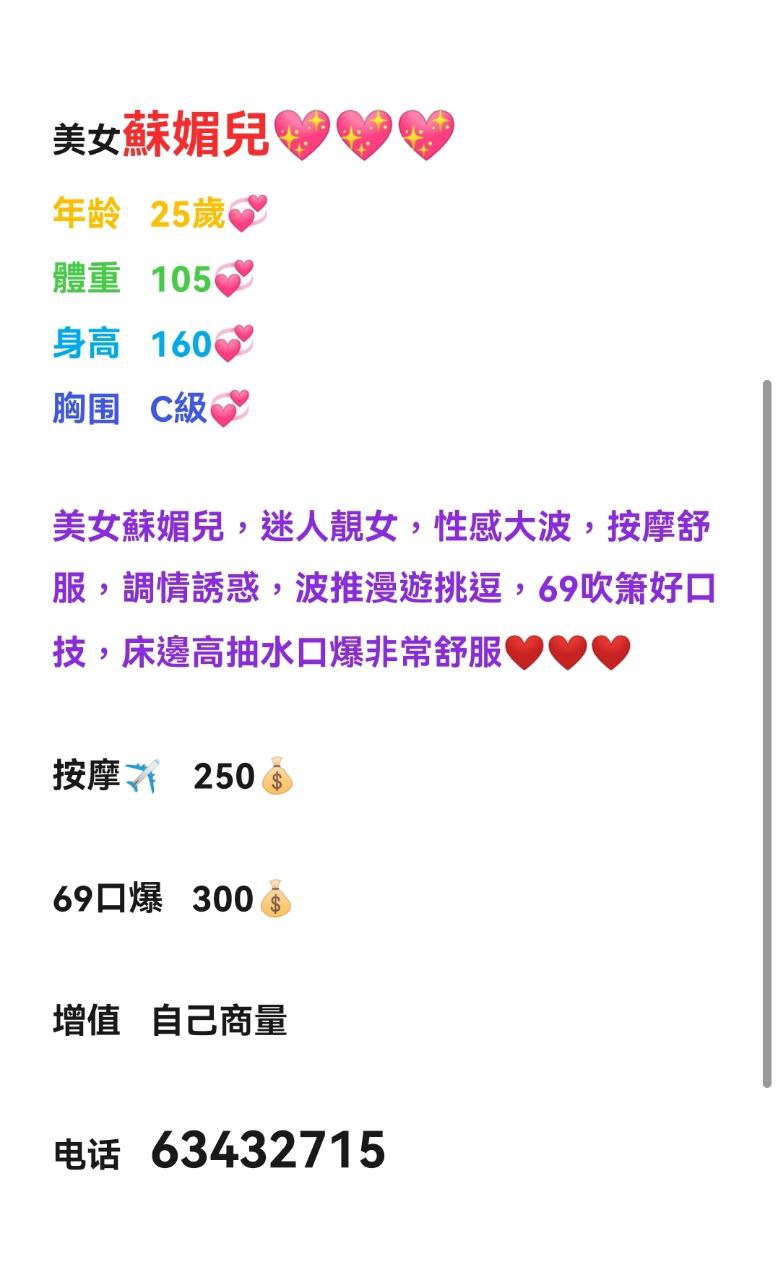 美女蘇媚兒💖💖💖
年龄 25歲💞
體重 105💞
身高 160💞
胸围 C級💞
美女蘇媚兒，迷人靚女，性感大波，按摩舒
服，調情誘惑，波推漫遊挑逗，69吹簫好口
技，床邊高抽水口爆非常舒服❤️❤️❤️
按摩✈️ 250💰
69口爆 300💰
增值 自己商量
电话 63432715